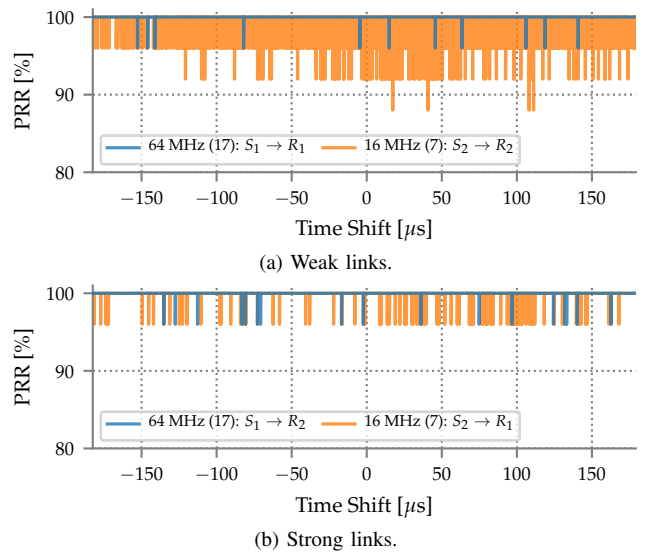 100
90
80
PRR [%]
64 MHz (17): S1 → R1 16 MHz (7): S2 → R2
−150 −100 −50 0 50 100 150
Time Shift [μs]
(a) Weak links.
100
90
80
PRR [%]
64 MHz (17): S1 → R2 16 MHz (7): S2 → R1
−150 −100 −50 0 50 100 150
Time Shift [μs]
(b) Strong links.